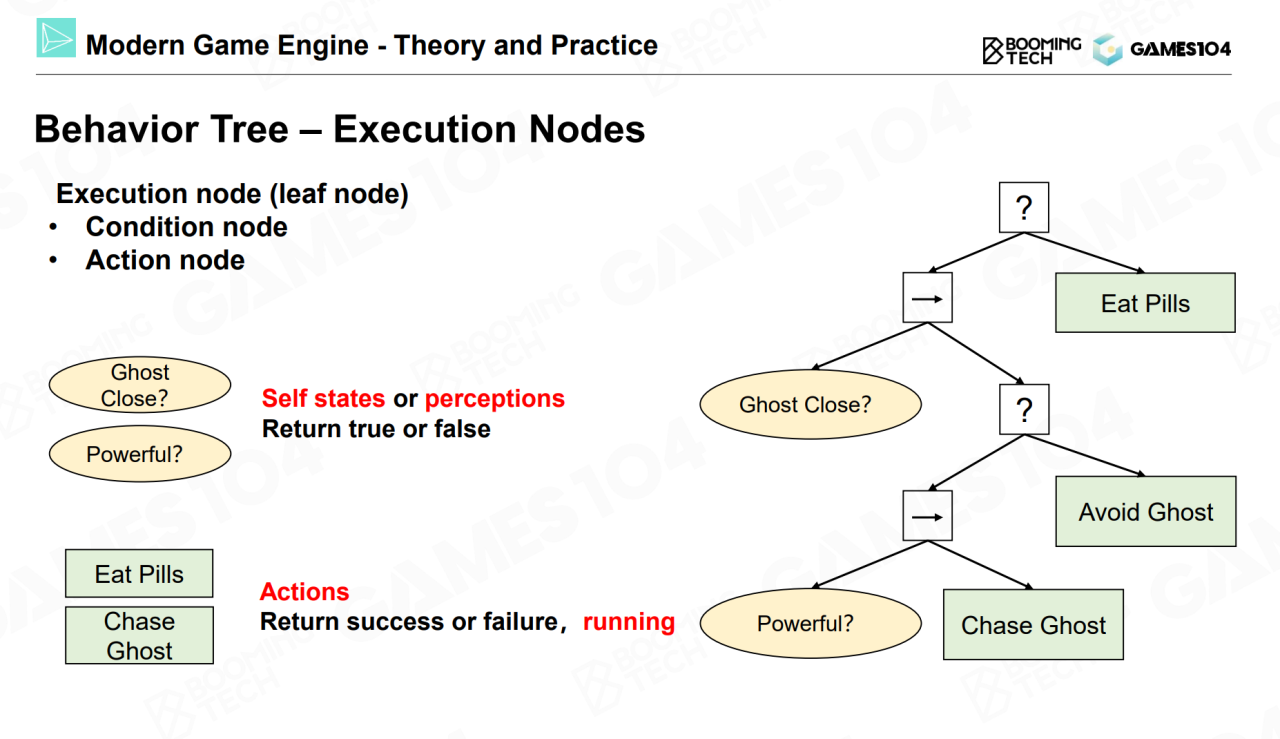 Modern Game Engine - Theory and Practice
BOOMING
TECH
GAMES104
Behavior Tree – Execution Nodes
Execution node (leaf node)
• Condition node
• Action node
Ghost
Close?
Powerful?
Self states or perceptions
Return true or false
Eat Pills
Chase
Ghost
Actions
Return success or failure，running
?
→
Eat Pills
Ghost Close?
?
→
Avoid Ghost
Powerful?
Chase Ghost